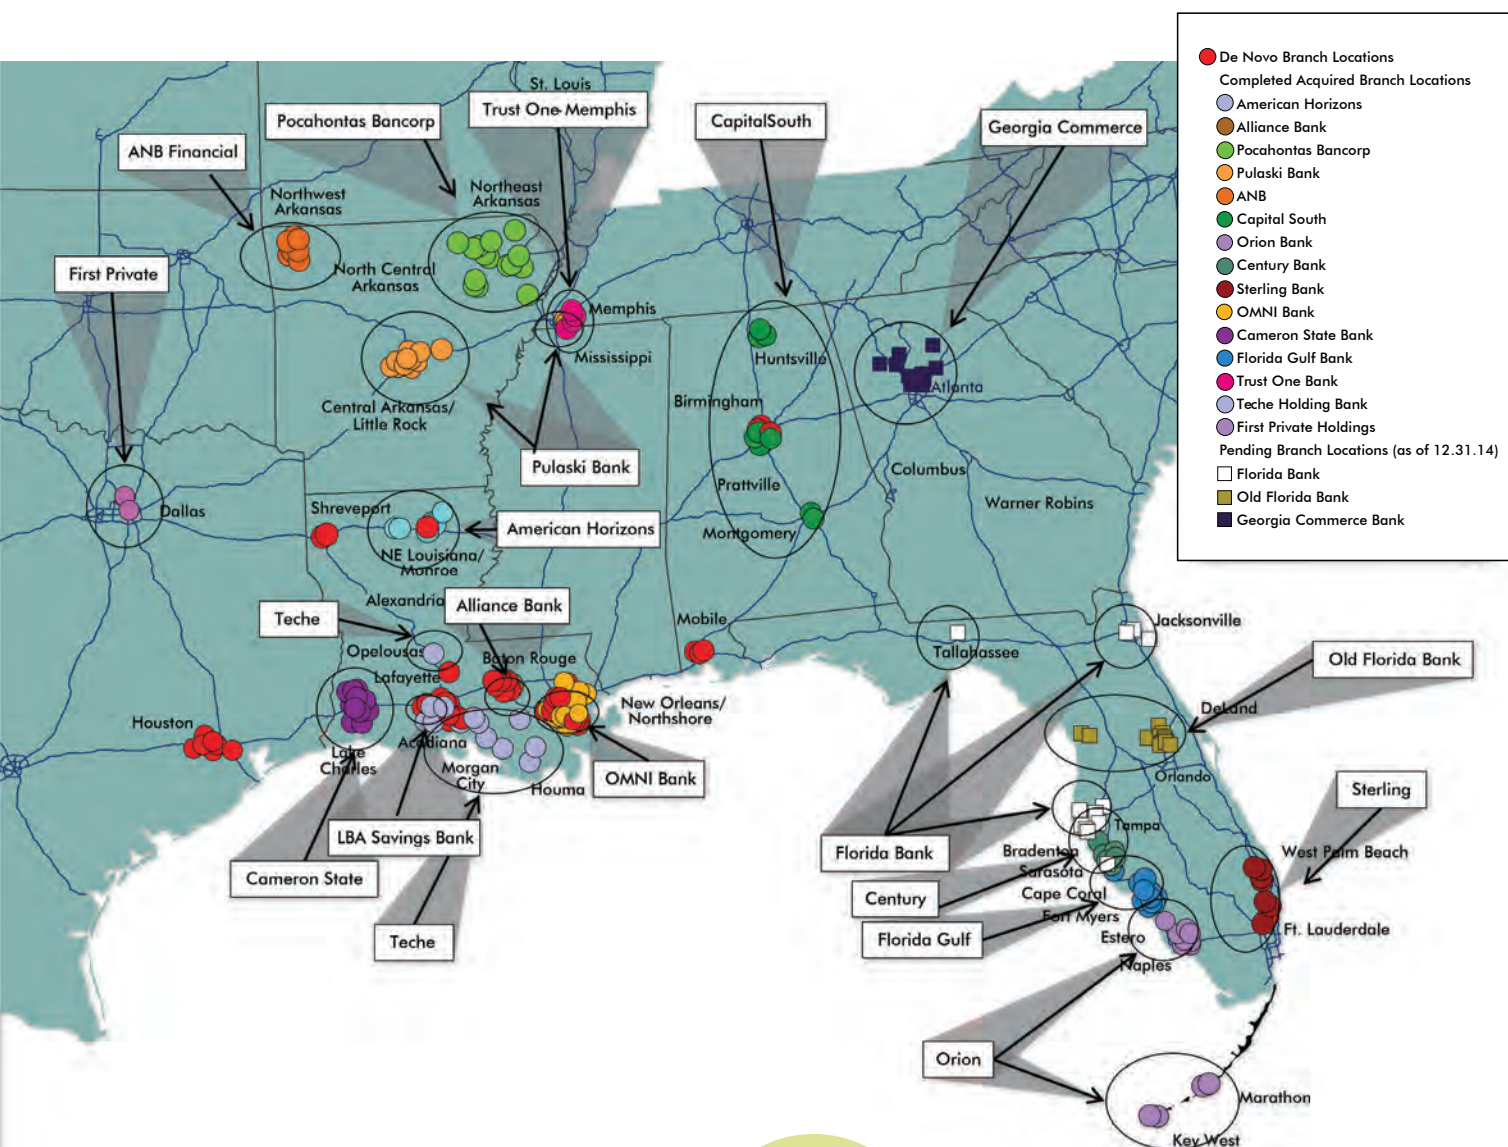 De Novo Branch Locations
Completed Acquired Branch Locations
American Horizons
Alliance Bank
Pocahontas Bancorp
Pulaski Bank
ANB
Capital South
Orion Bank
Century Bank
Sterling Bank
OMNI Bank
Cameron State Bank
Florida Gulf Bank
Trust One Bank
Teche Holding Bank
First Private Holdings
Pending Branch Locations (as of 12.31.14)
Florida Bank
Old Florida Bank
Georgia Commerce Bank
St. Louis
Trust One-Memphis
Pocahontas Bancorp
CapitalSouth
Georgia Commerce
ANB Financial
Northwest
Arkansas
Northeast
Arkansas
First Private
North Central
Arkansas
Memphis
Mississippi
Huntsville
Atlanta
Birmingham
Central Arkansas/
Little Rock
Pulaski Bank
Columbus
Prattville
Warner Robins
Dallas
Shreveport
American Horizons
Montgomery
NE Louisiana/
Monroe
Alexandria
Alliance Bank
Teche
Mobile
Jacksonville
Opelousas
Baton Rouge
Tallahassee
Old Florida Bank
Lafayette
New Orleans/
Northshore
DeLand
Houston
Acadiana
Lake
Charles
Morgan
City
Houma
OMNI Bank
Orlando
Sterling
LBA Savings Bank
Tampa
Florida Bank
Bradenton
West Palm Beach
Sarasota
Cameron State
Cape Coral
Century
Fort Myers
Teche
Florida Gulf
Estero
Ft. Lauderdale
Naples
Orion
Marathon
Key West